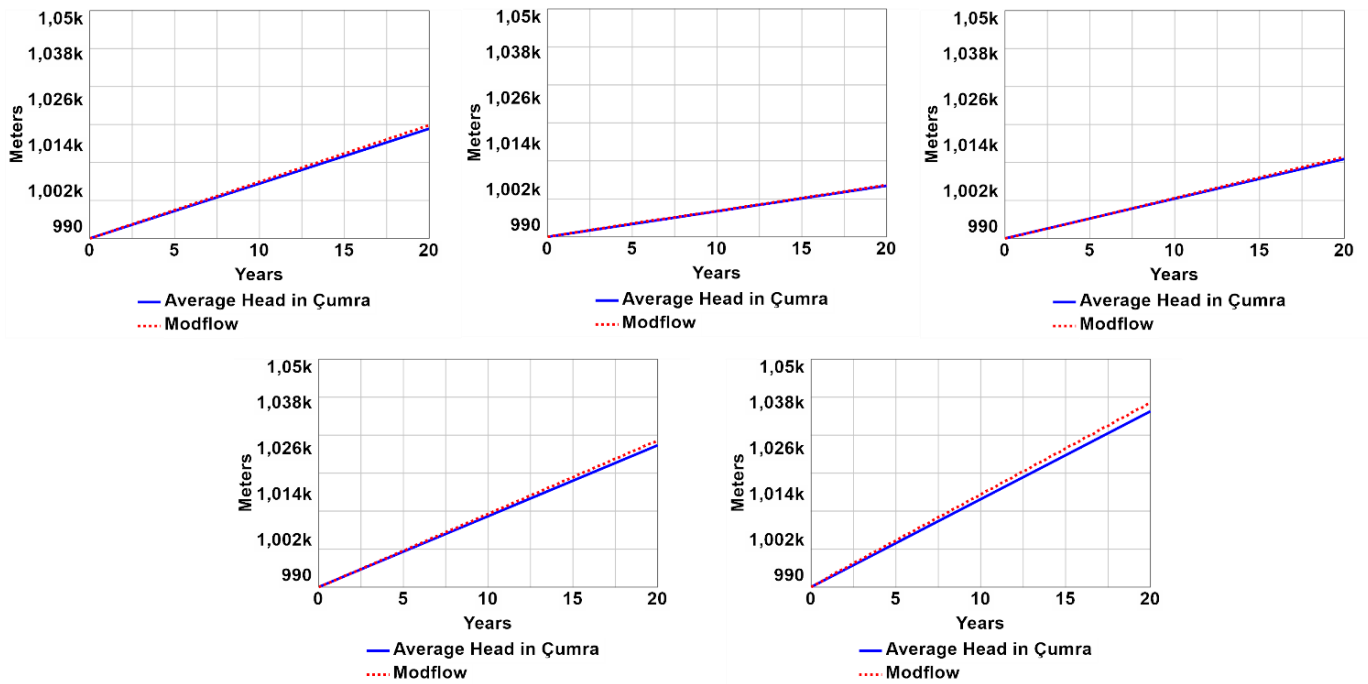 1,05k
1,038k
1,026k
1,014k
1,002k
990
Meters
0 5 10 15 20
Years
Average Head in Çumra
Modflow
1,05k
1,038k
1,026k
1,014k
1,002k
990
Meters
0 5 10 15 20
Years
Average Head in Çumra
Modflow
1,05k
1,038k
1,026k
1,014k
1,002k
990
Meters
0 5 10 15 20
Years
Average Head in Çumra
Modflow
1,05k
1,038k
1,026k
1,014k
1,002k
990
Meters
0 5 10 15 20
Years
Average Head in Çumra
Modflow
1,05k
1,038k
1,026k
1,014k
1,002k
990
Meters
0 5 10 15 20
Years
Average Head in Çumra
Modflow